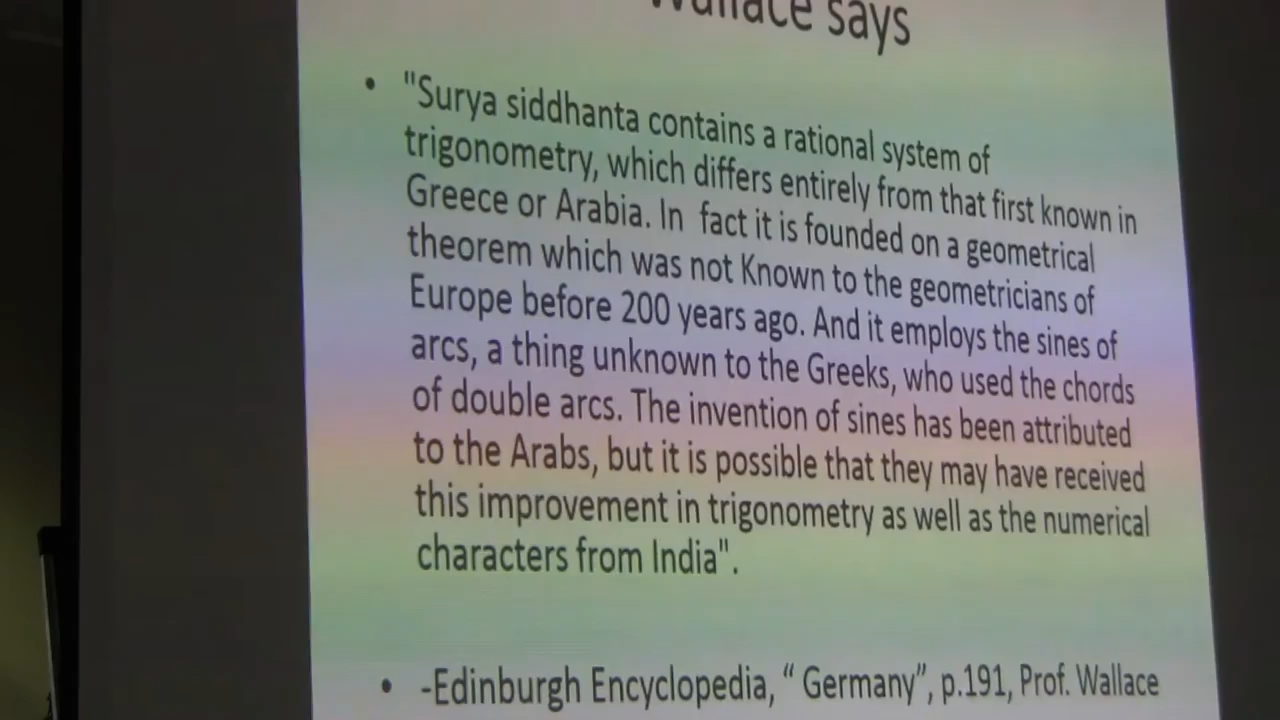 Wallace says
• "Surya siddhanta contains a rational system of
trigonometry, which differs entirely from that first known in
Greece or Arabia. In fact it is founded on a geometrical
theorem which was not Known to the geometricians of
Europe before 200 years ago. And it employs the sines of
arcs, a thing unknown to the Greeks, who used the chords
of double arcs. The invention of sines has been attributed
to the Arabs, but it is possible that they may have received
this improvement in trigonometry as well as the numerical
characters from India".
• -Edinburgh Encyclopedia, “ Germany”, p.191, Prof. Wallace